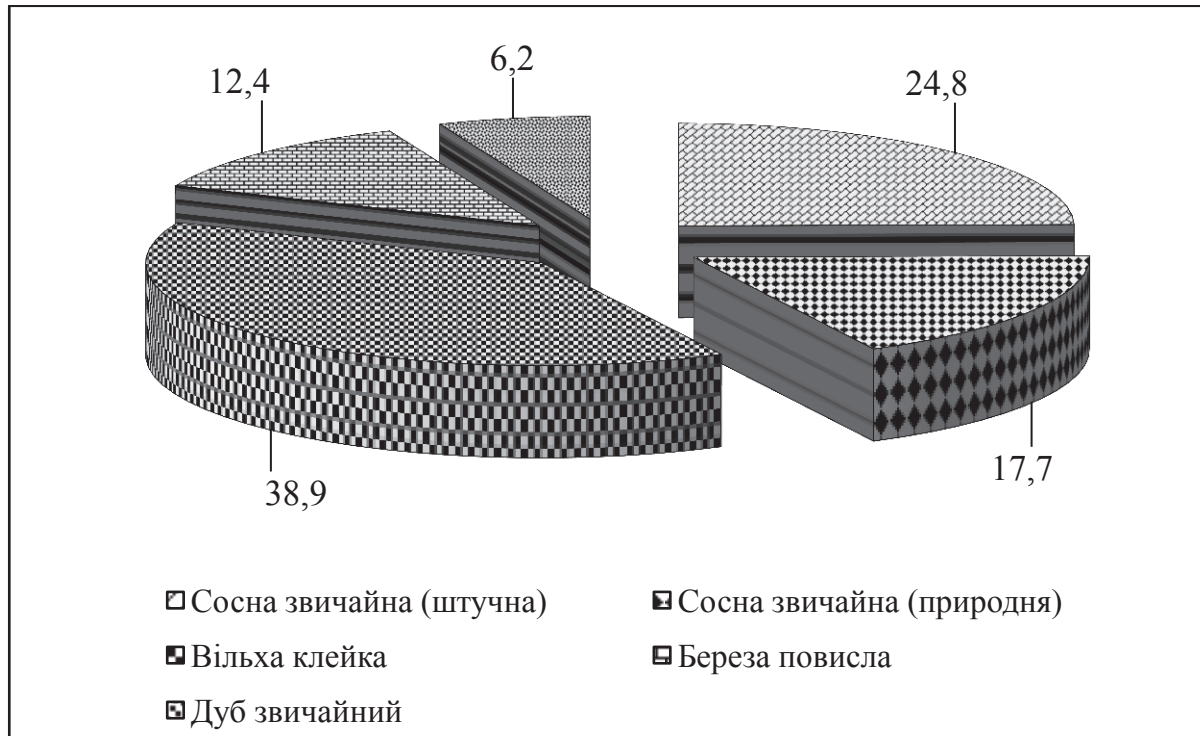 6,2
12,4
24,8
38,9
17,7
Сосна звичайна (штучна)
Сосна звичайна (природня)
Вільха клейка
Береза повисла
Дуб звичайний